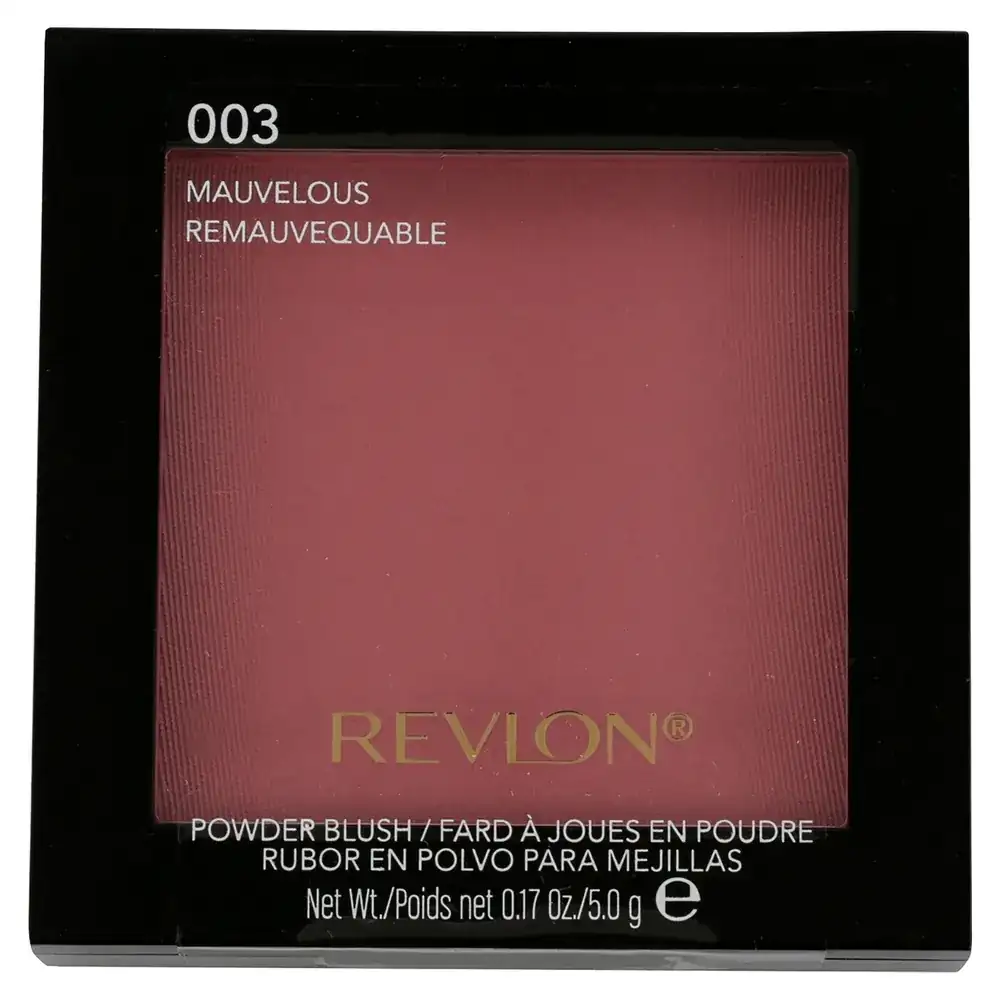 003
MAUVELOUS
REMAUVEQUABLE
REVLON®
POWDER BLUSH / FARD À JOUES EN POUDRE
RUBOR EN POLVO PARA MEJILLAS
Net Wt./Poids net 0.17 Oz./5.0 g ℮